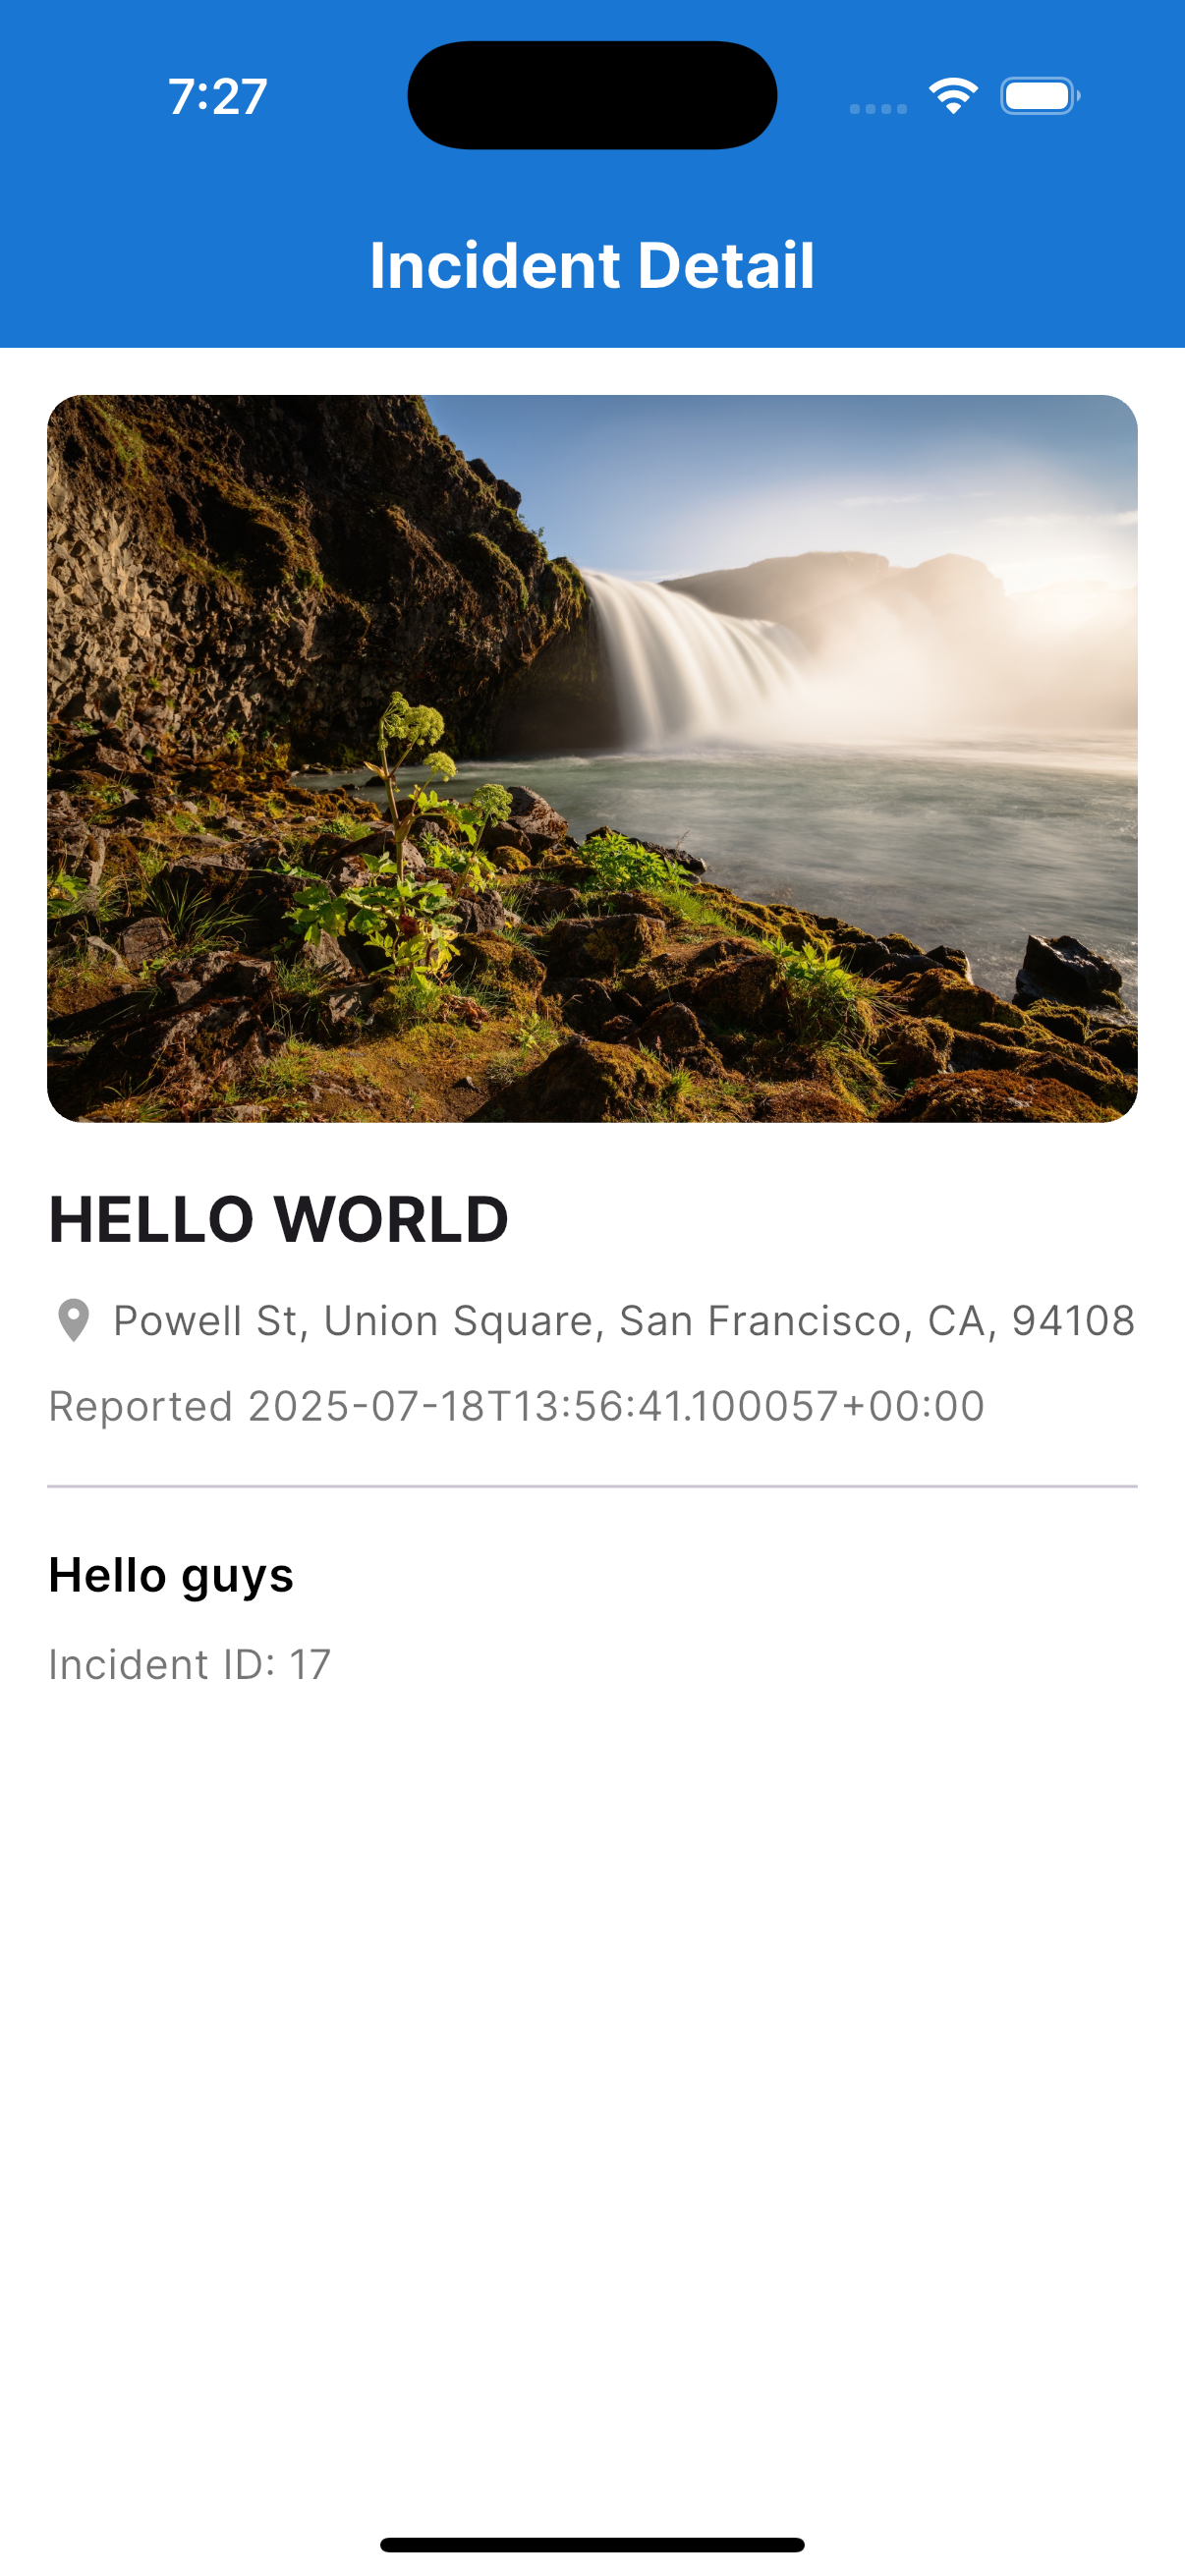 7:27
Incident Detail
HELLO WORLD
Powell St, Union Square, San Francisco, CA, 94108
Reported 2025-07-18T13:56:41.100057+00:00
Hello guys
Incident ID: 17